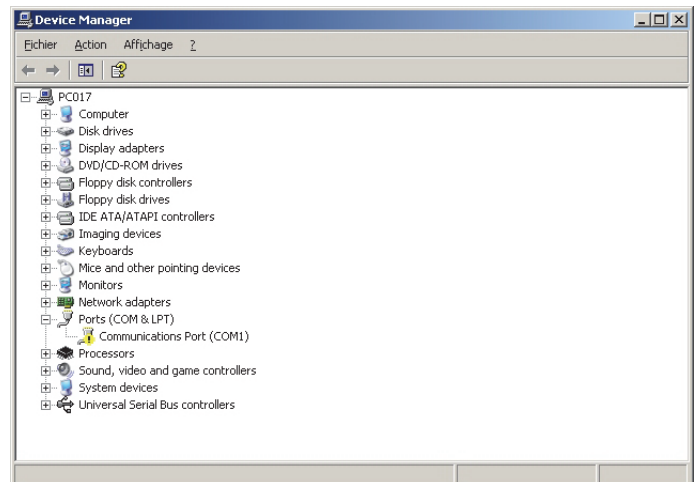 Device Manager
Fichier Action Affichage ?
PC017
Computer
Disk drives
Display adapters
DVD/CD-ROM drives
Floppy disk controllers
Floppy disk drives
IDE ATA/ATAPI controllers
Imaging devices
Keyboards
Mice and other pointing devices
Monitors
Network adapters
Ports (COM & LPT)
Communications Port (COM1)
Processors
Sound, video and game controllers
System devices
Universal Serial Bus controllers